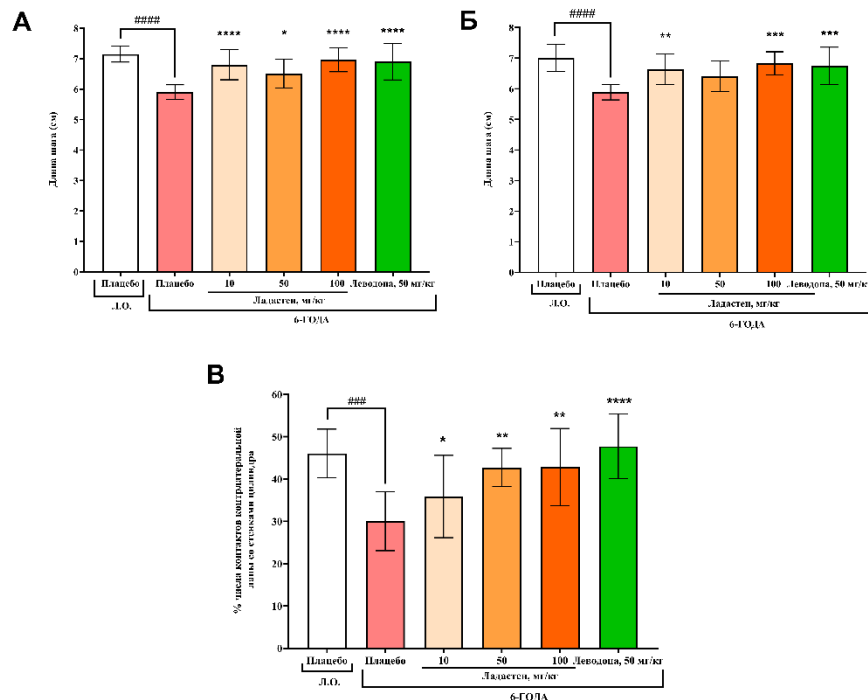 А
####
****
*
****
****
Длина шага (см)
8
7
6
5
4
3
2
1
0
Плацебо
Плацебо
10
50
100
Леводопа, 50 мг/кг
Л.О.
Ладастен, мг/кг
6-ГОДА
Б
####
**
***
***
Длина шага (см)
9
8
7
6
5
4
3
2
1
0
Плацебо
Плацебо
10
50
100
Леводопа, 50 мг/кг
Л.О.
Ладастен, мг/кг
6-ГОДА
В
###
*
**
**
****
% числа контактов контрлатеральной
лапы со стенками цилиндра
60
50
40
30
20
10
0
Плацебо
Плацебо
10
50
100
Леводопа, 50 мг/кг
Л.О.
Ладастен, мг/кг
6-ГОДА